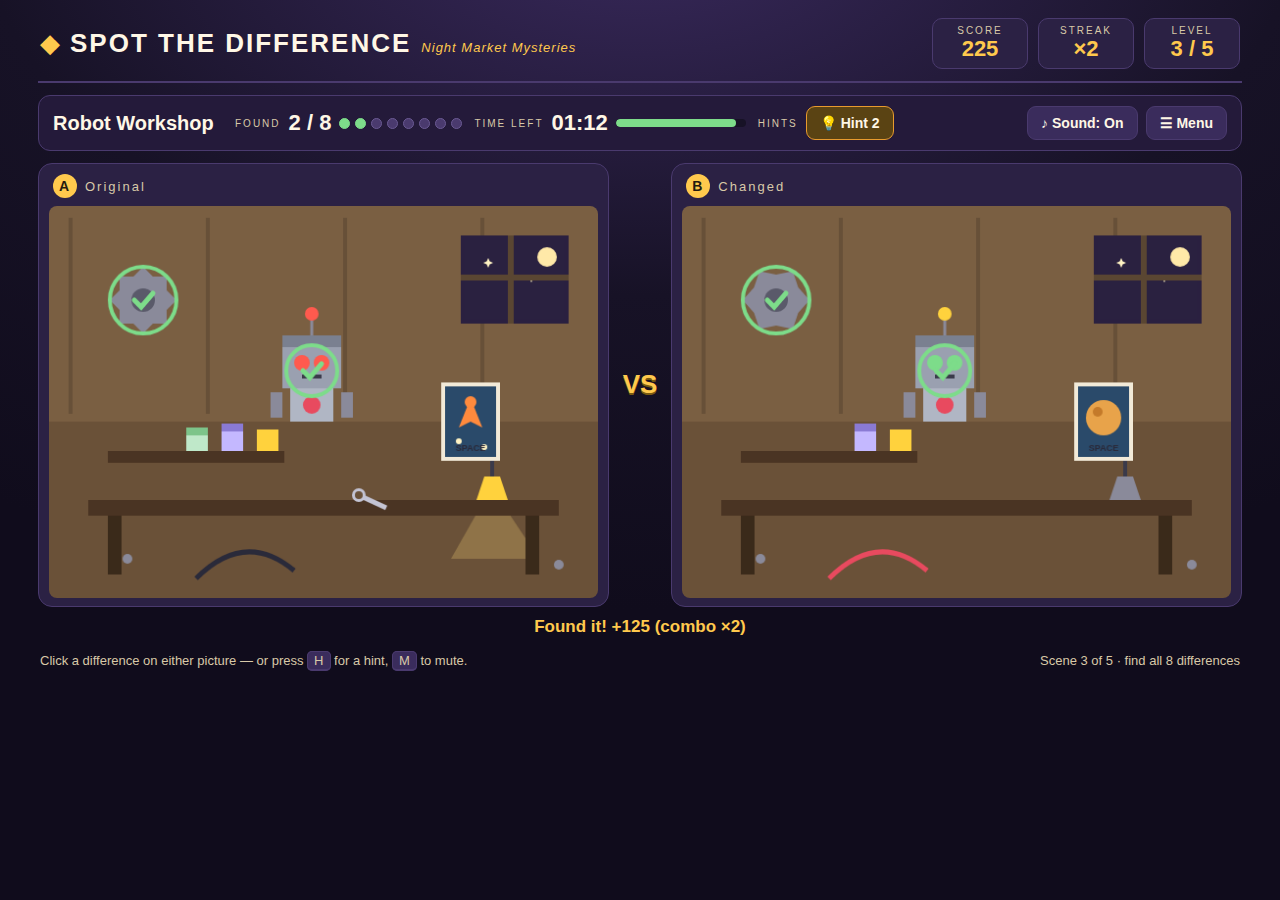 SPOT THE DIFFERENCE Night Market Mysteries
SCORE
225
STREAK
×2
LEVEL
3 / 5
Robot Workshop
FOUND 2 / 8
TIME LEFT 01:12
HINTS
💡 Hint 2
♪ Sound: On
☰ Menu
A Original
B Changed
SPACE
VS
SPACE
Found it! +125 (combo ×2)
Click a difference on either picture — or press H for a hint, M to mute.
Scene 3 of 5 · find all 8 differences